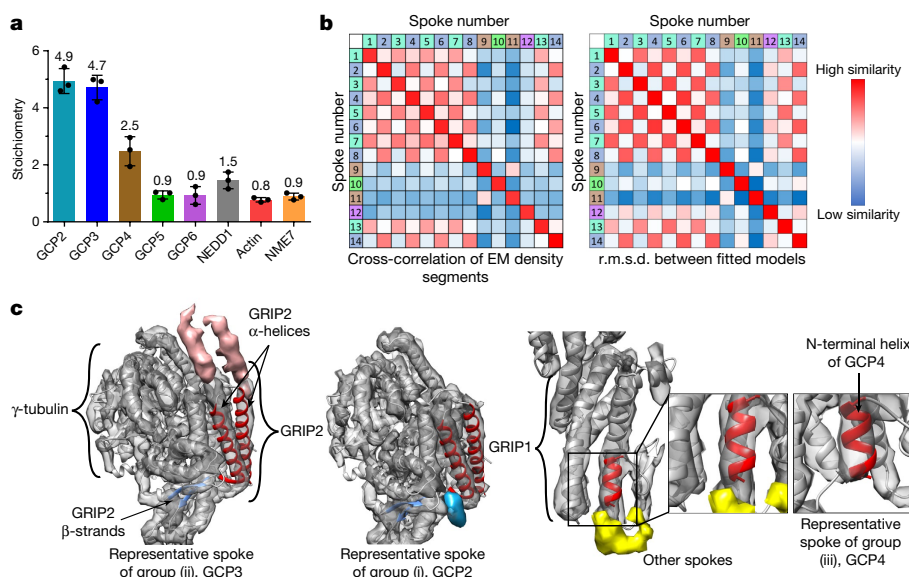 a
Stoichiometry
6
4
2
0
4.9
4.7
2.5
0.9
0.9
1.5
0.8
0.9
GCP2
GCP3
GCP4
GCP5
GCP6
NEDD1
Actin
NME7
b
Spoke number
1 2 3 4 5 6 7 8 9 10 11 12 13 14
Spoke number
1
2
3
4
5
6
7
8
9
10
11
12
13
14
Cross-correlation of EM density
segments
Spoke number
1 2 3 4 5 6 7 8 9 10 11 12 13 14
Spoke number
1
2
3
4
5
6
7
8
9
10
11
12
13
14
r.m.s.d. between fitted models
High similarity
Low similarity
c
γ-tubulin
GRIP2
α-helices
GRIP2
GRIP2
β-strands
Representative spoke
of group (ii), GCP3
Representative spoke
of group (i), GCP2
GRIP1
Other spokes
N-terminal helix
of GCP4
Representative
spoke of group
(iii), GCP4